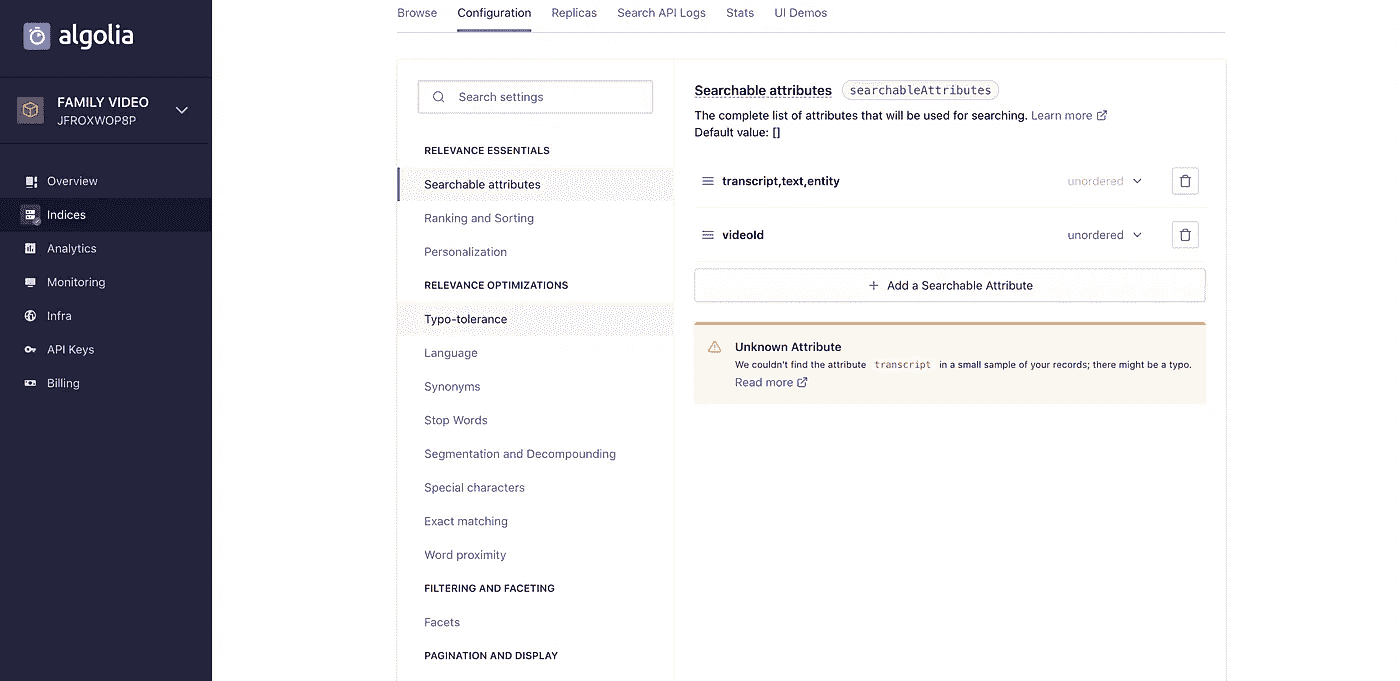 algolia
FAMILY VIDEO
JFROXWOP8P
Overview
Indices
Analytics
Monitoring
Infra
API Keys
Billing
Browse Configuration Replicas Search API Logs Stats UI Demos
Search settings
RELEVANCE ESSENTIALS
Searchable attributes
Ranking and Sorting
Personalization
RELEVANCE OPTIMIZATIONS
Typo-tolerance
Language
Synonyms
Stop Words
Segmentation and Decompounding
Special characters
Exact matching
Word proximity
FILTERING AND FACETING
Facets
PAGINATION AND DISPLAY
Searchable attributes searchableAttributes
The complete list of attributes that will be used for searching. Learn more
Default value: []
transcript,text,entity unordered
videoId unordered
+ Add a Searchable Attribute
Unknown Attribute
We couldn't find the attribute transcript in a small sample of your records; there might be a typo.
Read more